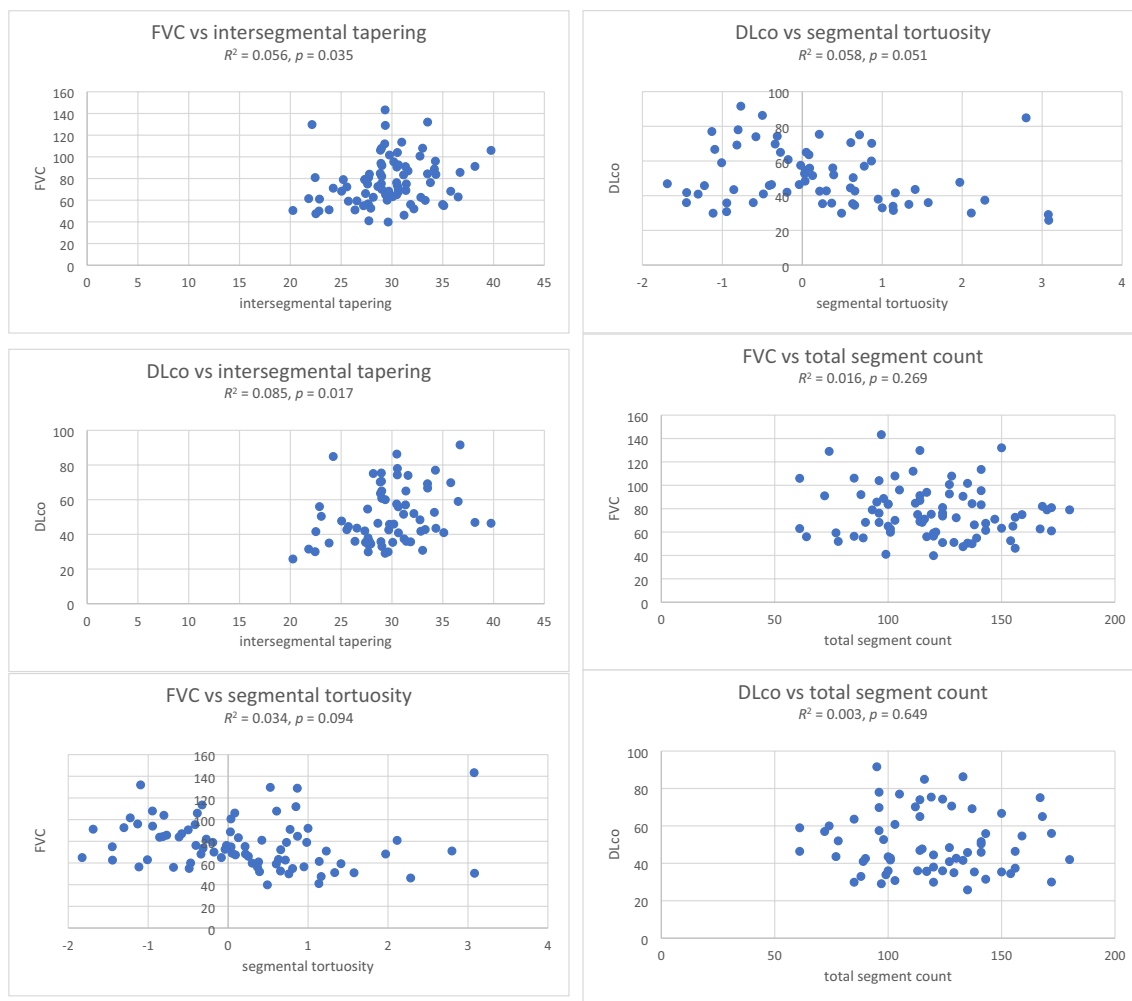 FVC vs intersegmental tapering
R² = 0.056, p = 0.035
160
140
120
100
80
60
40
20
0
FVC
0 5 10 15 20 25 30 35 40 45
intersegmental tapering
DLco vs intersegmental tapering
R² = 0.085, p = 0.017
100
80
60
40
20
0
DLco
0 5 10 15 20 25 30 35 40 45
intersegmental tapering
FVC vs segmental tortuosity
R² = 0.034, p = 0.094
160
140
120
100
80
60
40
20
0
FVC
-2 -1 0 1 2 3 4
segmental tortuosity
DLco vs segmental tortuosity
R² = 0.058, p = 0.051
100
80
60
40
20
0
DLco
-2 -1 0 1 2 3 4
segmental tortuosity
FVC vs total segment count
R² = 0.016, p = 0.269
160
140
120
100
80
60
40
20
0
FVC
0 50 100 150 200
total segment count
DLco vs total segment count
R² = 0.003, p = 0.649
100
80
60
40
20
0
DLco
0 50 100 150 200
total segment count